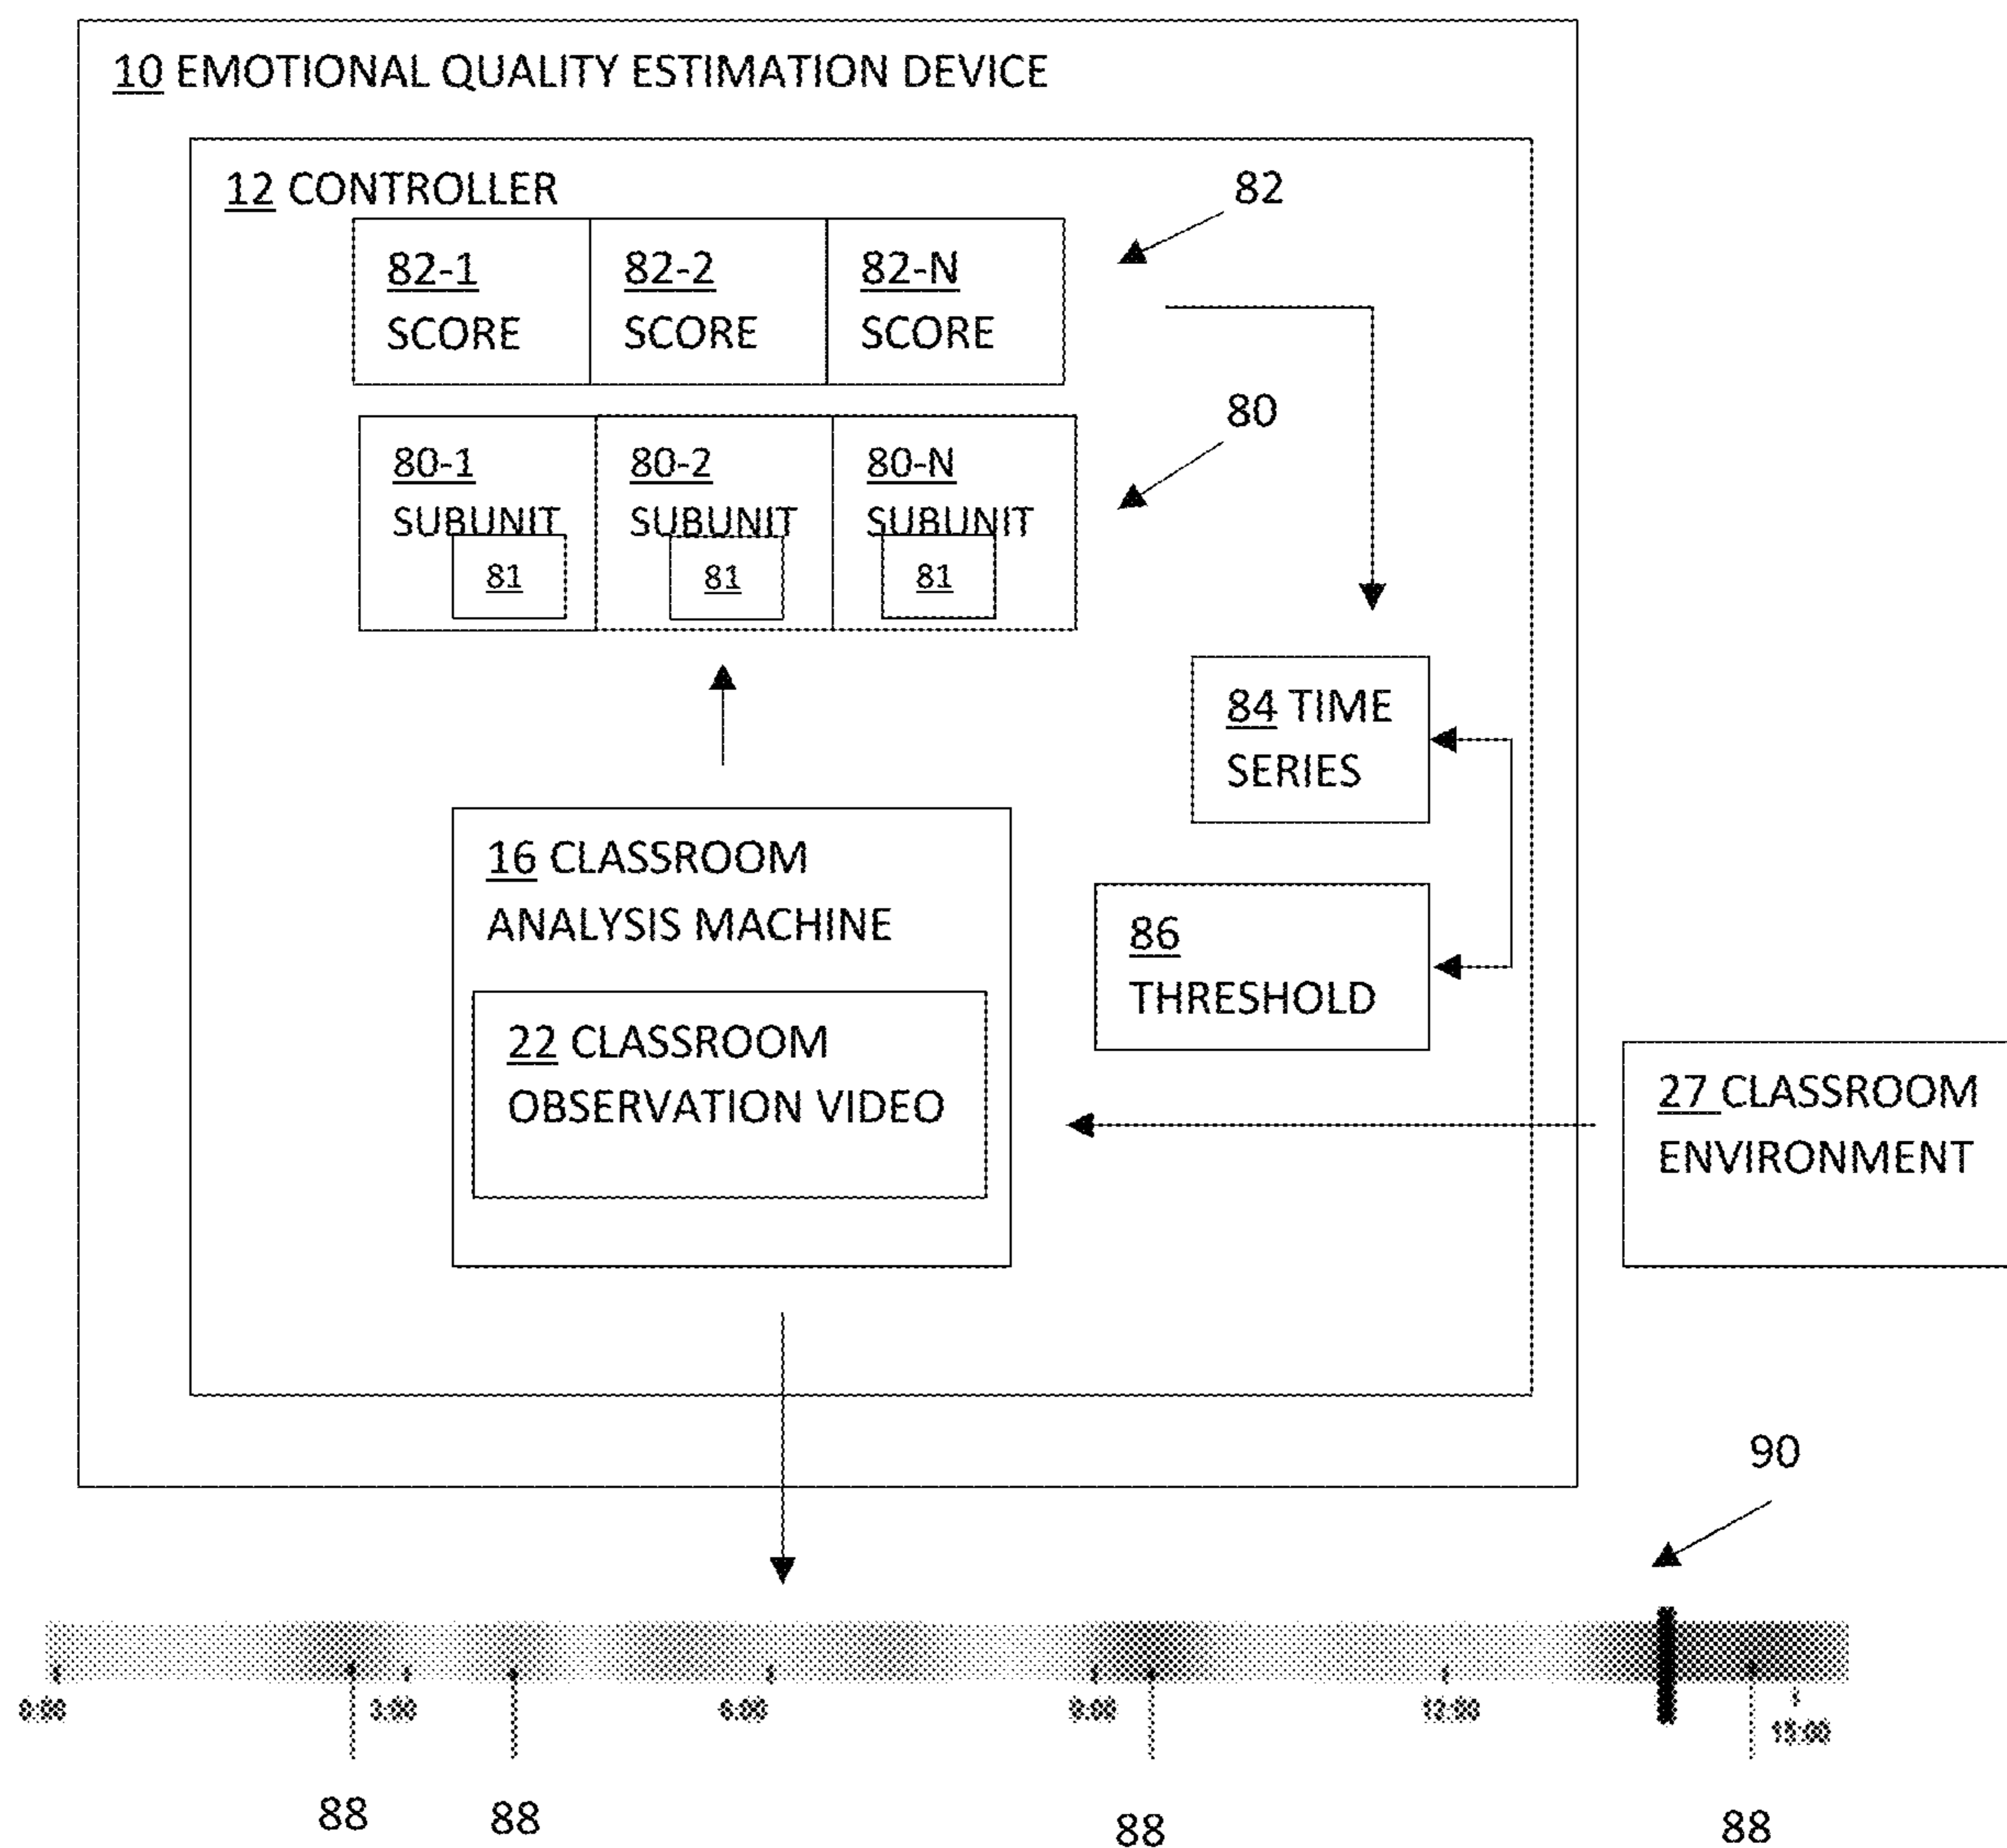 10 EMOTIONAL QUALITY ESTIMATION DEVICE
12 CONTROLLER
82
82-1
SCORE
82-2
SCORE
82-N
SCORE
80
80-1
SUBUNIT
81
80-2
SUBUNIT
81
80-N
SUBUNIT
81
84 TIME
SERIES
16 CLASSROOM
ANALYSIS MACHINE
86
THRESHOLD
22 CLASSROOM
OBSERVATION VIDEO
27 CLASSROOM
ENVIRONMENT
90
0:00
3:00
6:00
9:00
12:00
15:00
88
88
88
88